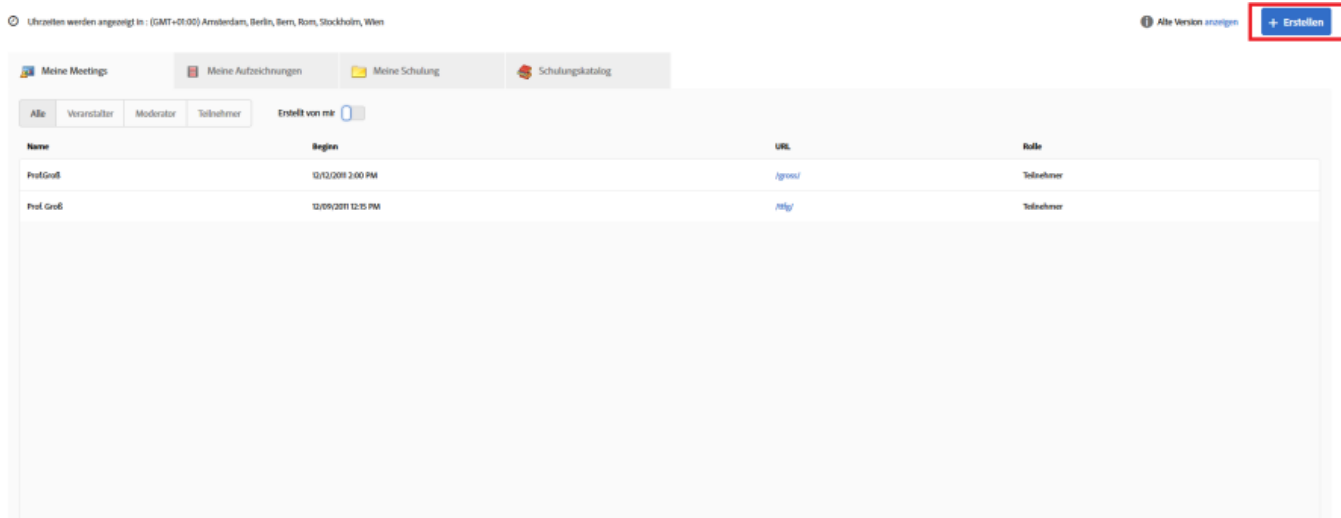 Uhrzeiten werden angezeigt in : (GMT+01:00) Amsterdam, Berlin, Bern, Rom, Stockholm, Wien
Alte Version anzeigen
+ Erstellen
Meine Meetings
Meine Aufzeichnungen
Meine Schulung
Schulungskatalog
Alle Veranstalter Moderator Teilnehmer Erstellt von mir
Name Beginn URL Rolle
Prof.Groß 12/12/2011 2:00 PM /gross/ Teilnehmer
Prof. Groß 12/09/2011 12:15 PM Teilnehmer